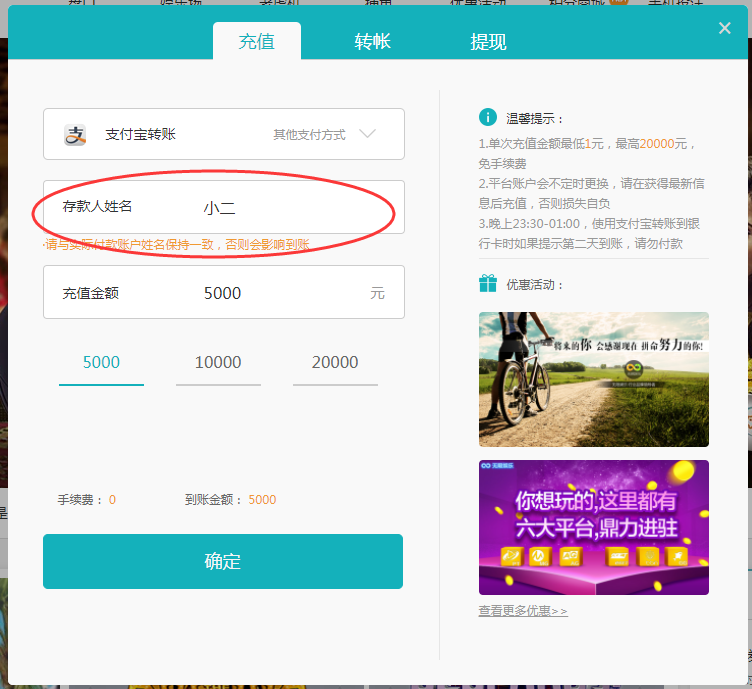 充值
转帐
提现
支付宝转账
其他支付方式
存款人姓名
小二
·请与实际付款账户姓名保持一致，否则会影响到账
充值金额
5000
元
5000
10000
20000
手续费：0
到账金额：5000
确定
温馨提示：
1.单次充值金额最低1元，最高20000元，
免手续费
2.平台账户会不定时更换，请在获得最新信
息后充值，否则损失自负
3.晚上23:30-01:00，使用支付宝转账到银
行卡时如果提示第二天到账，请勿付款
优惠活动：
将来的你 会感谢现在 拼命努力的你!
你想玩的,这里都有
六大平台,鼎力进驻
查看更多优惠>>